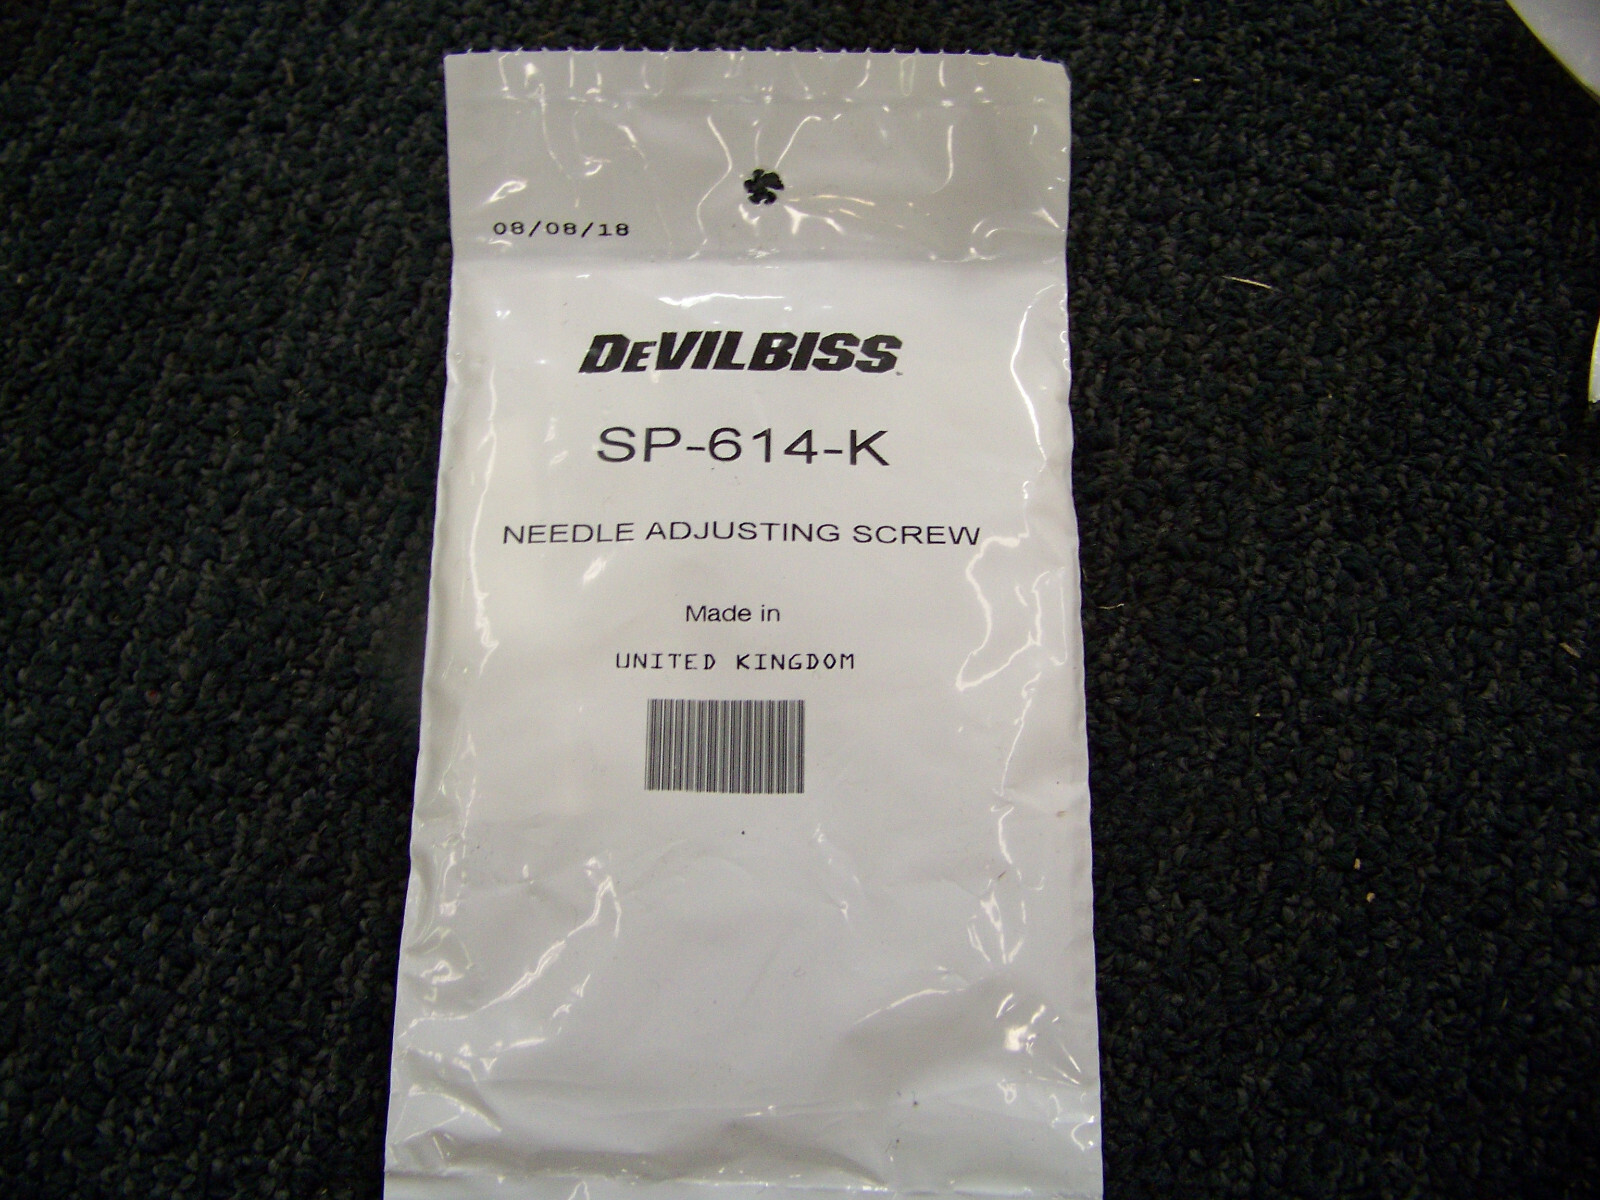 08/08/18
DEVILBISS
SP-614-K
NEEDLE ADJUSTING SCREW
Made in
UNITED KINGDOM